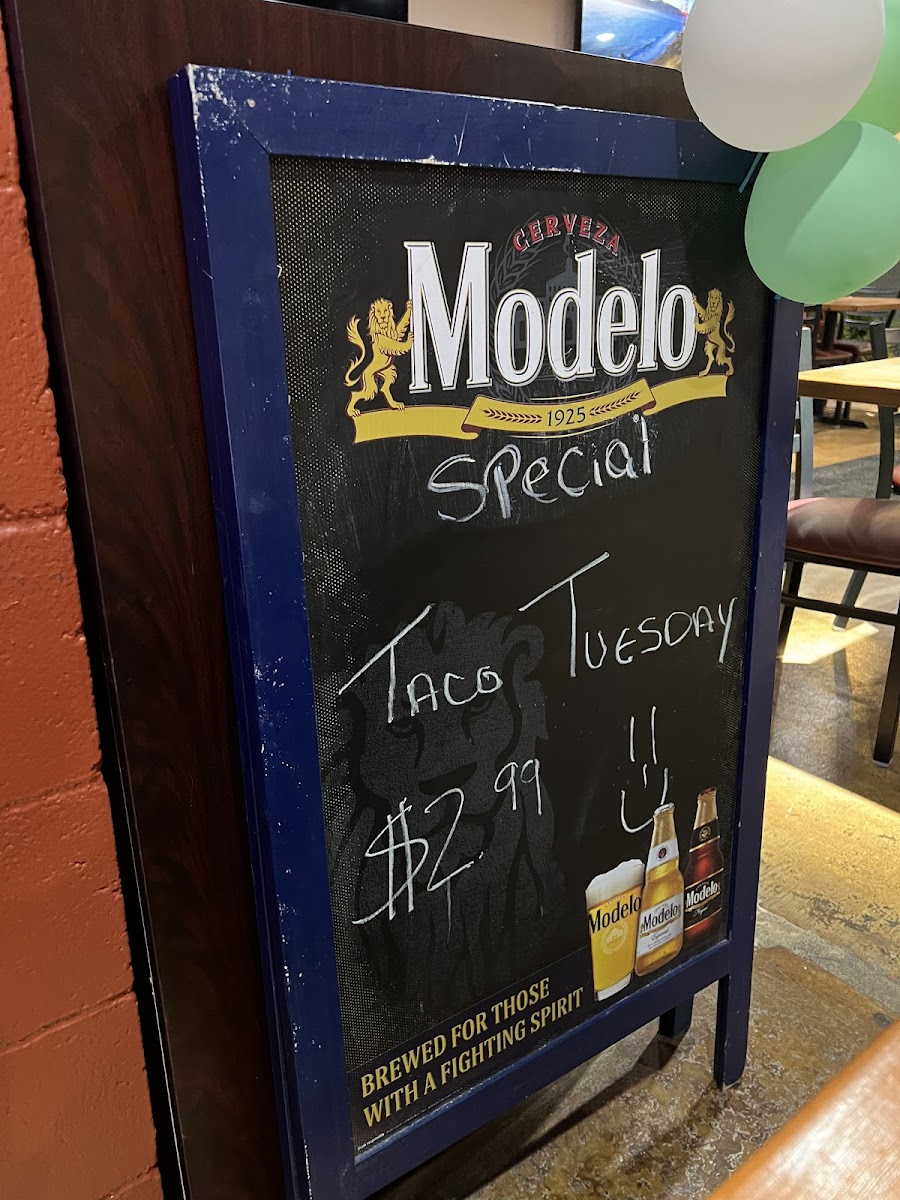 CERVEZA
Modelo
1925
Special
TACO TUESDAY
$2.99
Modelo
Modelo
Modelo
BREWED FOR THOSE
WITH A FIGHTING SPIRIT